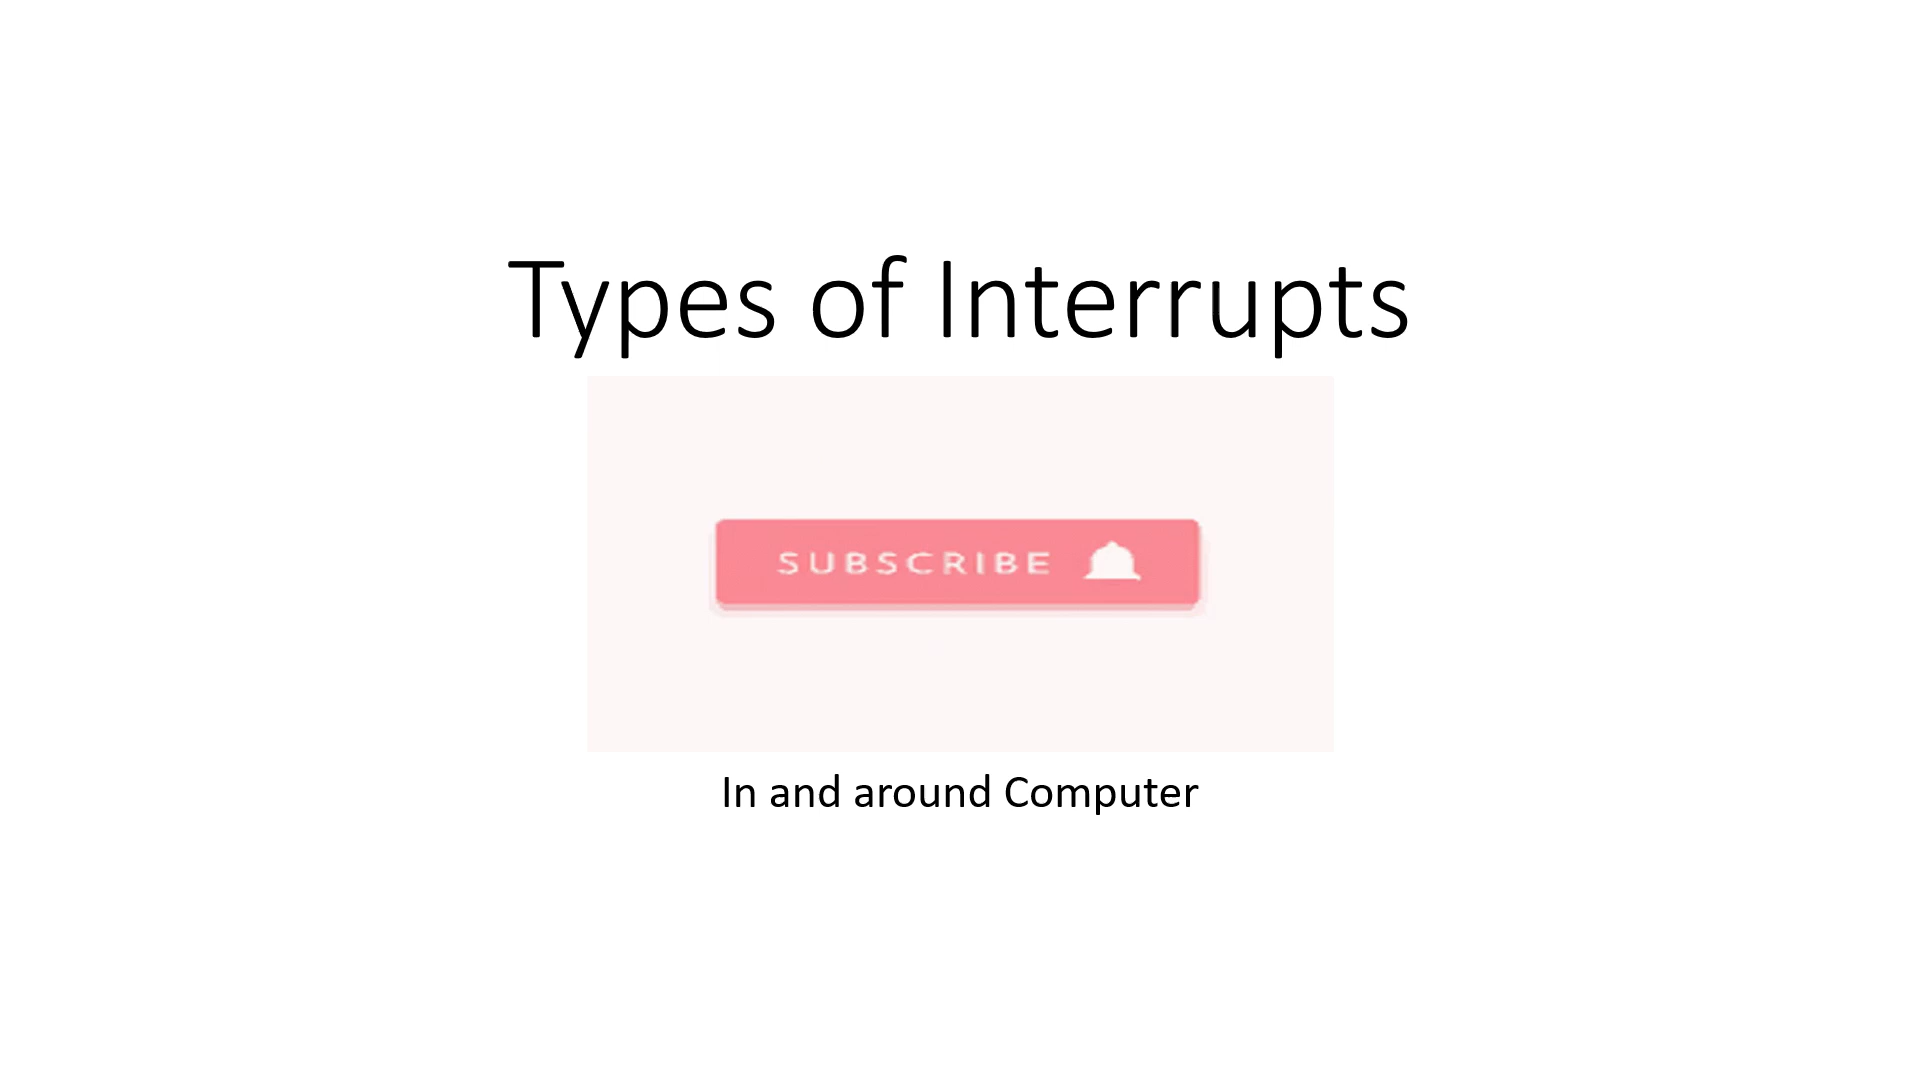 Types of Interrupts
SUBSCRIBE
In and around Computer